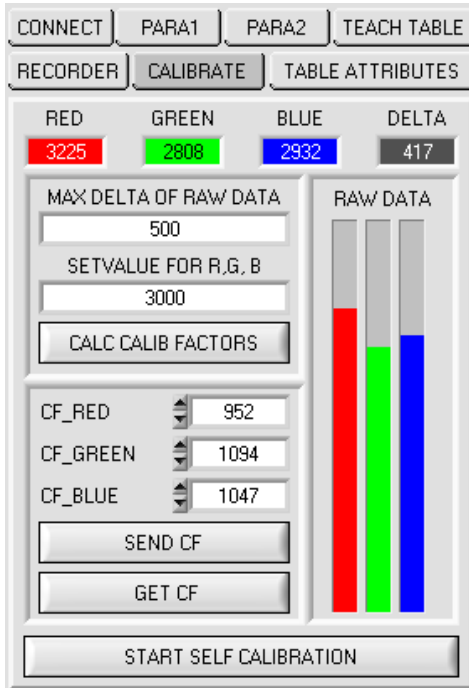 CONNECT PARA1 PARA2 TEACH TABLE
RECORDER CALIBRATE TABLE ATTRIBUTES
RED GREEN BLUE DELTA
3225 2808 2932 417
MAX DELTA OF RAW DATA
500
SETVALUE FOR R,G, B
3000
CALC CALIB FACTORS
RAW DATA
CF_RED 952
CF_GREEN 1094
CF_BLUE 1047
SEND CF
GET CF
START SELF CALIBRATION